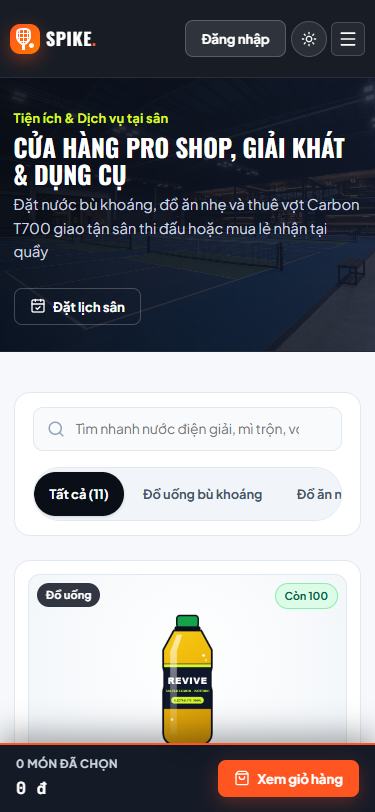 SPIKE.
Đăng nhập
Tiện ích & Dịch vụ tại sân
CỬA HÀNG PRO SHOP, GIẢI KHÁT
& DỤNG CỤ
Đặt nước bù khoáng, đồ ăn nhẹ và thuê vợt Carbon
T700 giao tận sân thi đấu hoặc mua lẻ nhận tại
quầy
Đặt lịch sân
Tìm nhanh nước điện giải, mì trộn, vợ
Tất cả (11)
Đồ uống bù khoáng
Đồ ăn n
Đồ uống
Còn 100
REVIVE
0 MÓN ĐÃ CHỌN
0 đ
Xem giỏ hàng